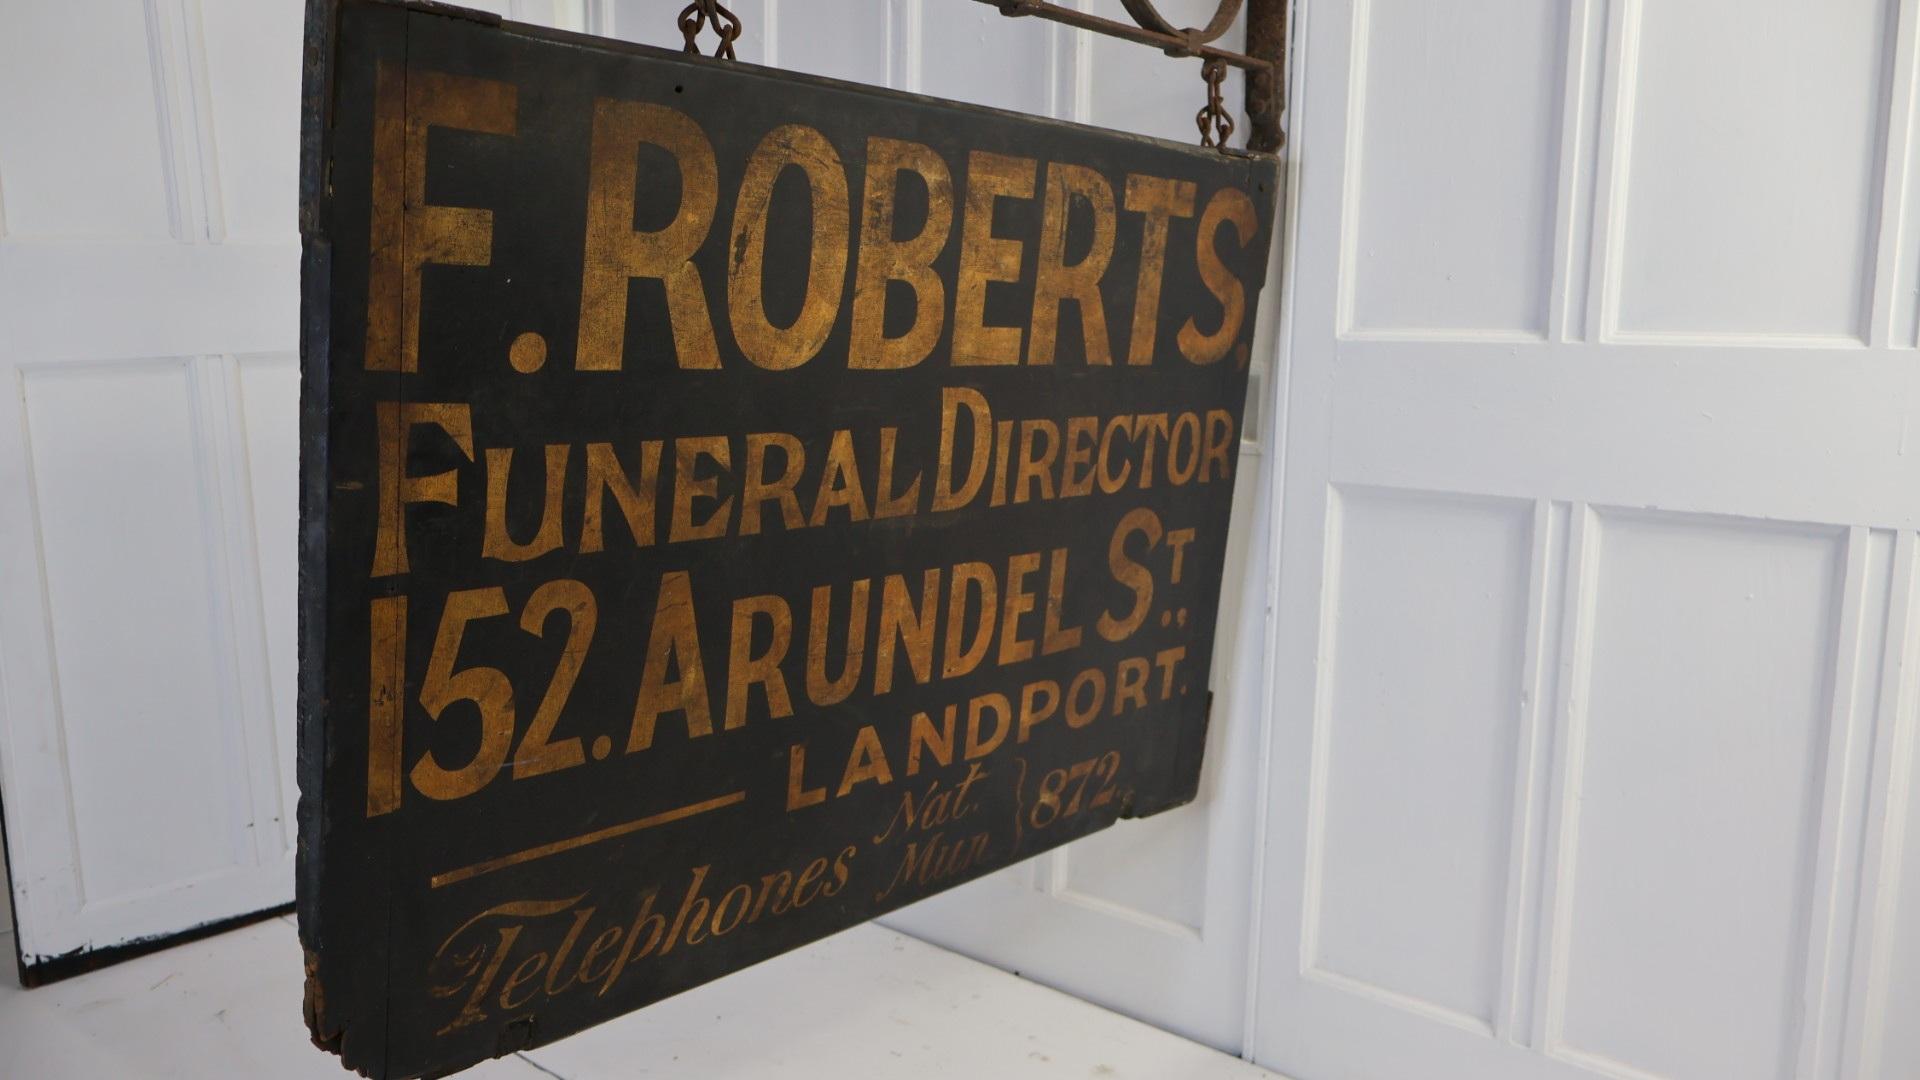 F. ROBERTS,
FUNERAL DIRECTOR
152. ARUNDEL ST.,
LANDPORT.
Telephones Nat. Mun } 872.